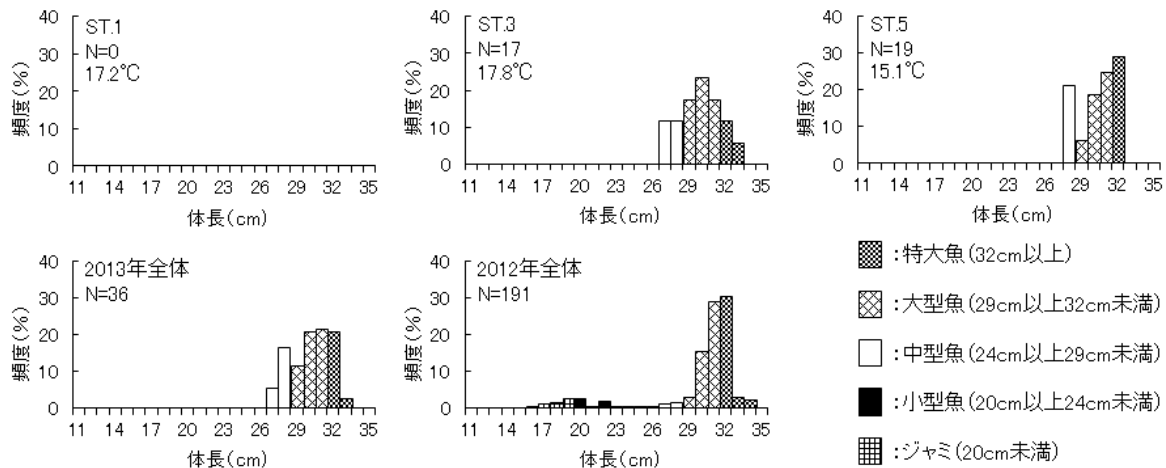 40
30
20
10
0
頻度(%)
ST.1
N=0
17.2℃
11 14 17 20 23 26 29 32 35
体長(cm)
40
30
20
10
0
頻度(%)
ST.3
N=17
17.8℃
11 14 17 20 23 26 29 32 35
体長(cm)
40
30
20
10
0
頻度(%)
ST.5
N=19
15.1℃
11 14 17 20 23 26 29 32 35
体長(cm)
40
30
20
10
0
頻度(%)
2013年全体
N=36
11 14 17 20 23 26 29 32 35
体長(cm)
40
30
20
10
0
頻度(%)
2012年全体
N=191
11 14 17 20 23 26 29 32 35
体長(cm)
:特大魚(32cm以上)
:大型魚(29cm以上32cm未満)
:中型魚(24cm以上29cm未満)
:小型魚(20cm以上24cm未満)
:ジャミ(20cm未満)